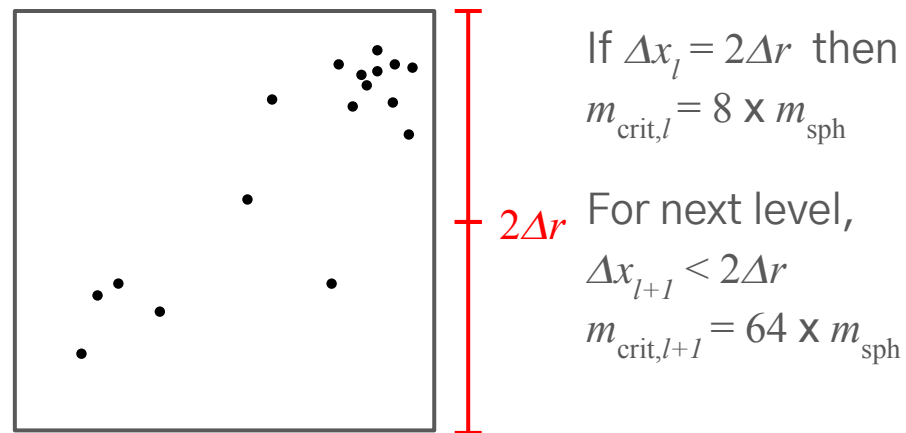 If Δx_l = 2Δr then
m_crit,l = 8 x m_sph
2Δr
For next level,
Δx_l+1 < 2Δr
m_crit,l+1 = 64 x m_sph